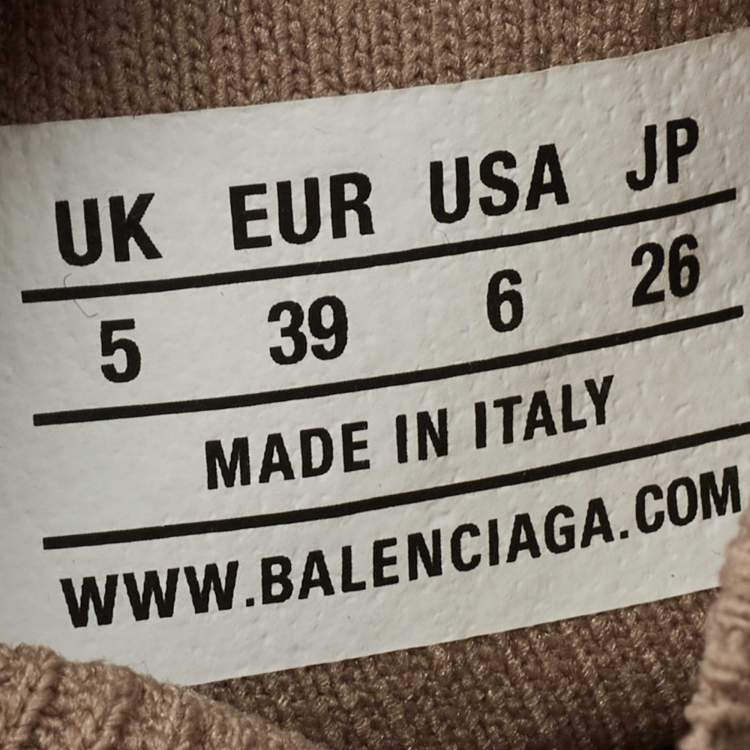 UK EUR USA JP
5 39 6 26
MADE IN ITALY
WWW.BALENCIAGA.COM